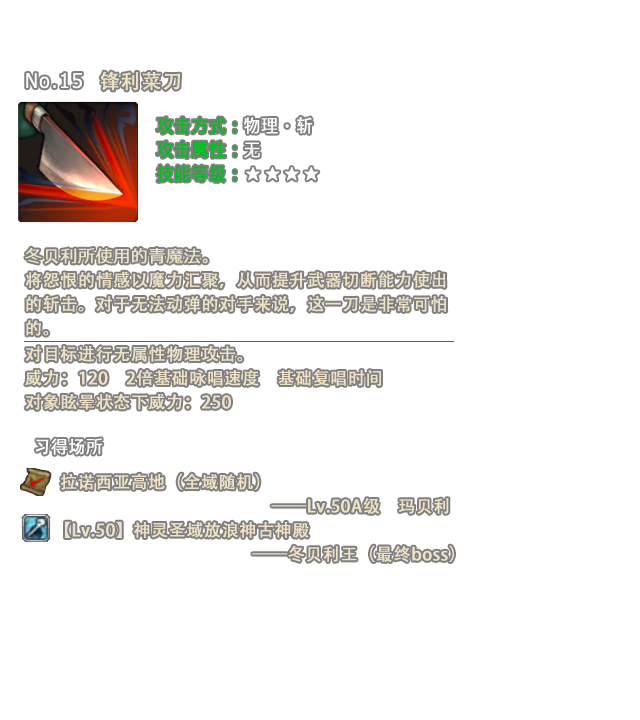 No.15 锋利菜刀
攻击方式：物理·斩
攻击属性：无
技能等级：☆☆☆☆
冬贝利所使用的青魔法。
将怨恨的情感以魔力汇聚，从而提升武器切断能力使出
的斩击。对于无法动弹的对手来说，这一刀是非常可怕
的。
对目标进行无属性物理攻击。
威力：120 2倍基础咏唱速度 基础复唱时间
对象眩晕状态下威力：250
习得场所
拉诺西亚高地（全域随机）
——Lv.50A级 玛贝利
【Lv.50】神灵圣域放浪神古神殿
——冬贝利王（最终boss）